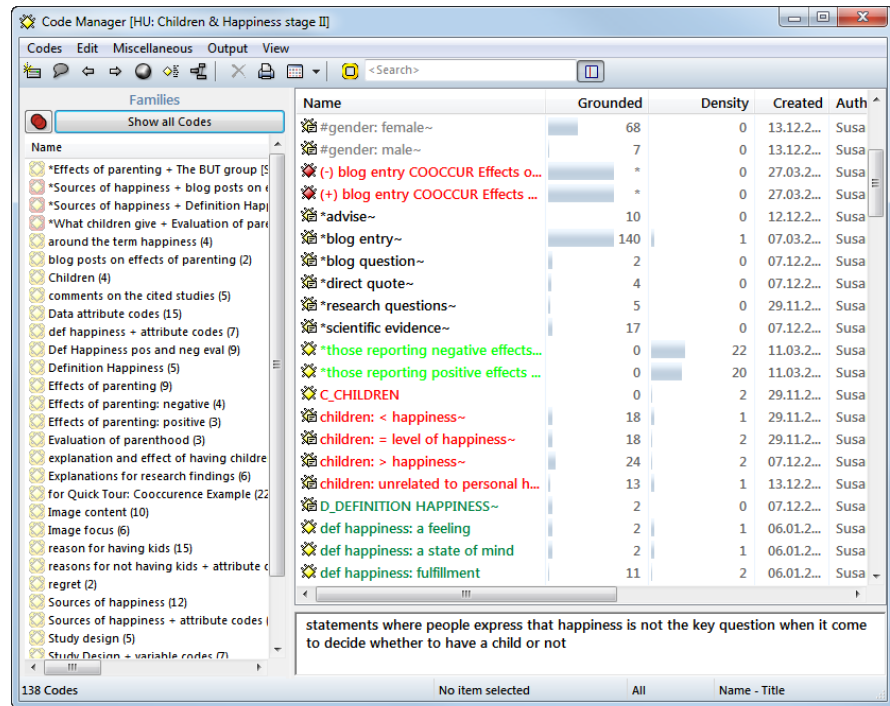 Code Manager [HU: Children & Happiness stage II]
Codes Edit Miscellaneous Output View
<Search>
Families
Show all Codes
Name
*Effects of parenting + The BUT group [S
*Sources of happiness + blog posts on e
*Sources of happiness + Definition Happ
*What children give + Evaluation of pare
around the term happiness (4)
blog posts on effects of parenting (2)
Children (4)
comments on the cited studies (5)
Data attribute codes (15)
def happiness + attribute codes (7)
Def Happiness pos and neg eval (9)
Definition Happiness (5)
Effects of parenting (9)
Effects of parenting: negative (4)
Effects of parenting: positive (3)
Evaluation of parenthood (3)
explanation and effect of having childre
Explanations for research findings (6)
for Quick Tour: Cooccurence Example (22
Image content (10)
Image focus (6)
reason for having kids (15)
reasons for not having kids + attribute c
regret (2)
Sources of happiness (12)
Sources of happiness + attribute codes (
Study design (5)
Study Design + variable codes (7)
Name Grounded Density Created Auth
#gender: female~ 68 0 13.12.2... Susa
#gender: male~ 7 0 13.12.2... Susa
(-) blog entry COOCCUR Effects o... * 0 27.03.2... Susa
(+) blog entry COOCCUR Effects ... * 0 27.03.2... Susa
*advise~ 10 0 12.12.2... Susa
*blog entry~ 140 1 07.03.2... Susa
*blog question~ 2 0 07.12.2... Susa
*direct quote~ 4 0 07.12.2... Susa
*research questions~ 5 0 29.11.2... Susa
*scientific evidence~ 17 0 07.12.2... Susa
*those reporting negative effects... 0 22 11.03.2... Susa
*those reporting positive effects ... 0 20 11.03.2... Susa
C_CHILDREN 0 2 29.11.2... Susa
children: < happiness~ 18 1 29.11.2... Susa
children: = level of happiness~ 18 2 29.11.2... Susa
children: > happiness~ 24 2 07.12.2... Susa
children: unrelated to personal h... 13 1 13.12.2... Susa
D_DEFINITION HAPPINESS~ 2 0 07.12.2... Susa
def happiness: a feeling 2 1 06.01.2... Susa
def happiness: a state of mind 2 1 06.01.2... Susa
def happiness: fulfillment 11 2 06.01.2... Susa
statements where people express that happiness is not the key question when it come
to decide whether to have a child or not
138 Codes No item selected All Name - Title